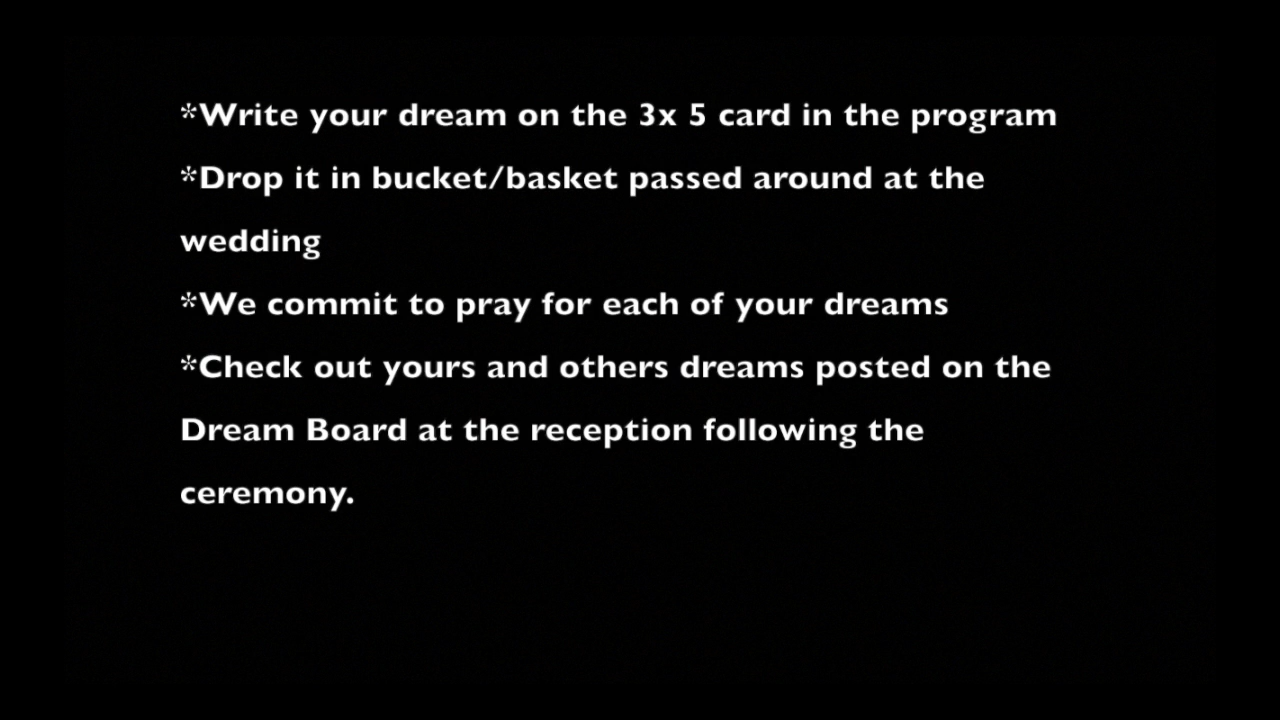 *Write your dream on the 3x 5 card in the program
*Drop it in bucket/basket passed around at the
wedding
*We commit to pray for each of your dreams
*Check out yours and others dreams posted on the
Dream Board at the reception following the
ceremony.